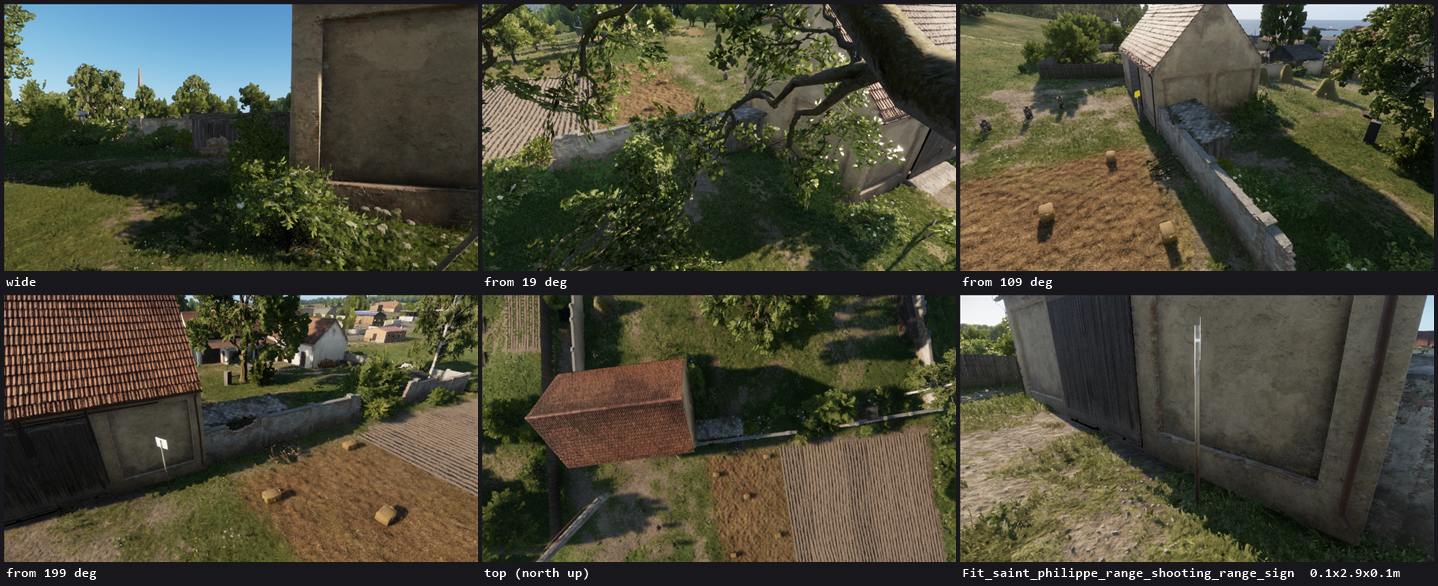 wide
from 19 deg
from 109 deg
from 199 deg
top (north up)
Fit_saint_philippe_range_shooting_range_sign  0.1x2.9x0.1m